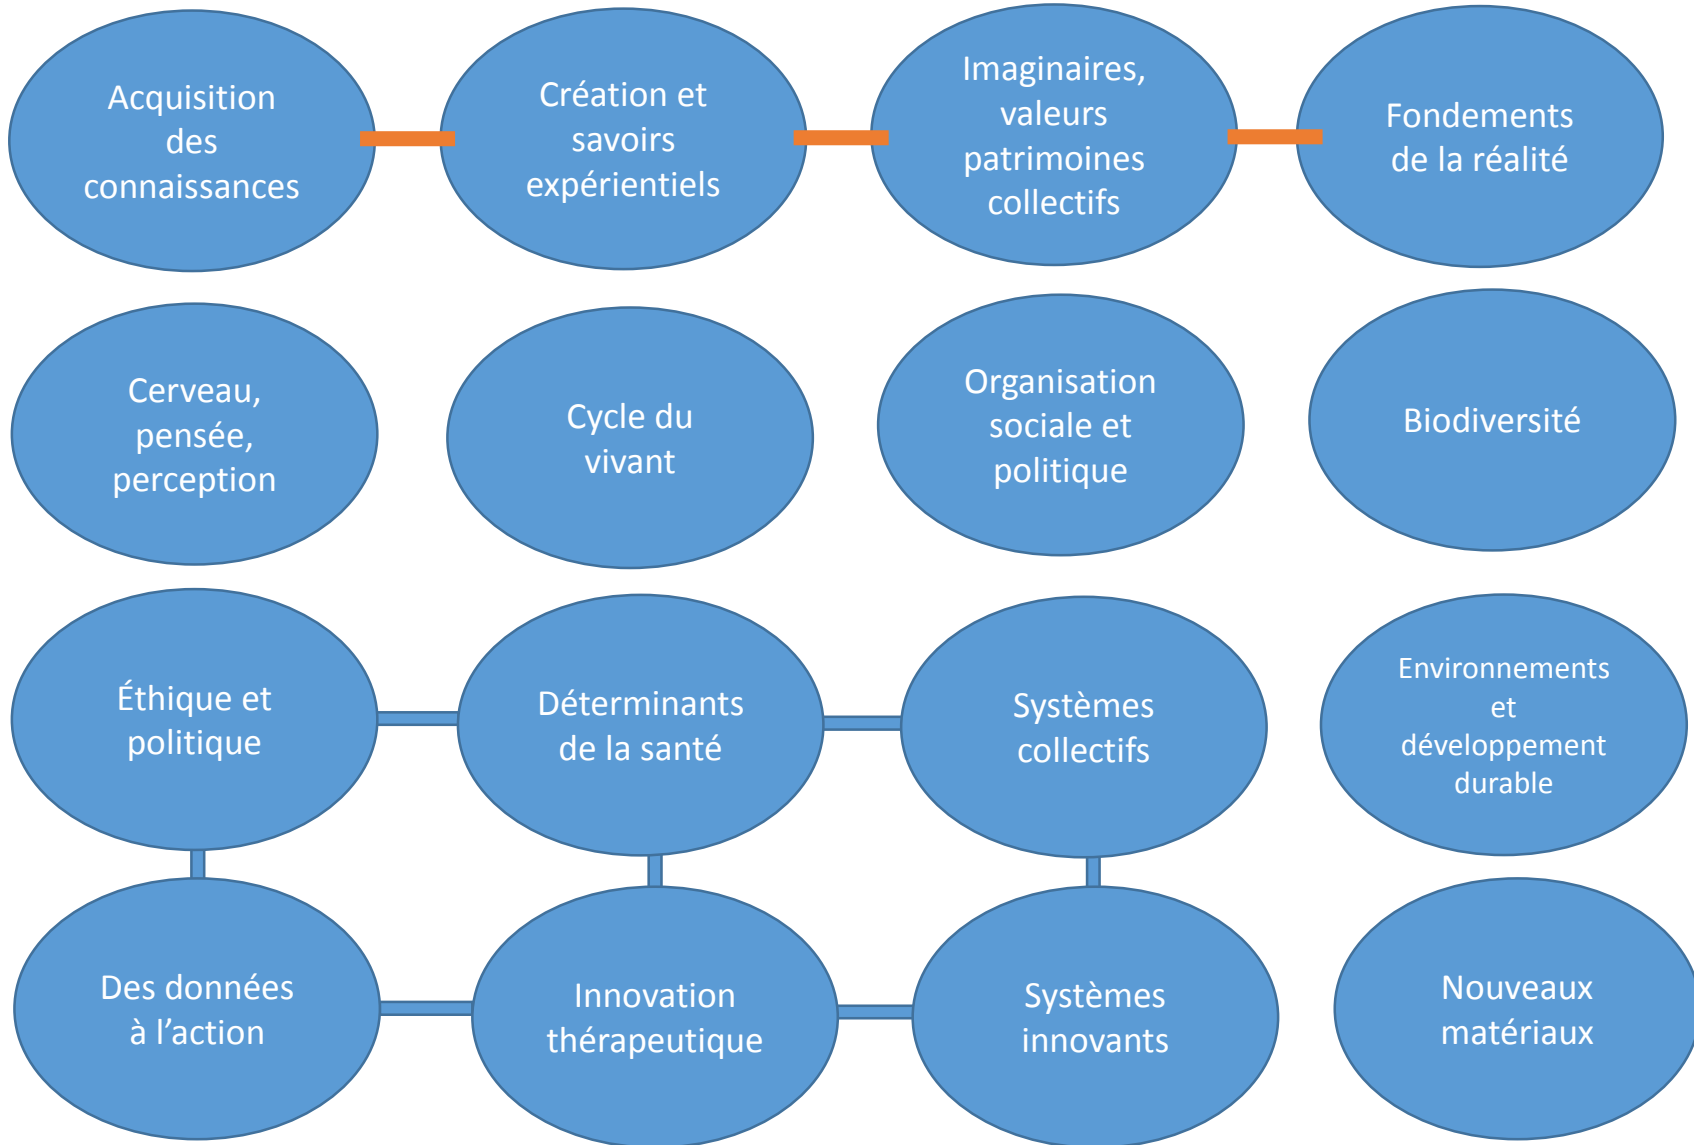 Acquisition
des
connaissances
Création et
savoirs
expérientiels
Imaginaires,
valeurs
patrimoines
collectifs
Fondements
de la réalité
Cerveau,
pensée,
perception
Cycle du
vivant
Organisation
sociale et
politique
Biodiversité
Éthique et
politique
Déterminants
de la santé
Systèmes
collectifs
Environnements
et
développement
durable
Des données
à l’action
Innovation
thérapeutique
Systèmes
innovants
Nouveaux
matériaux